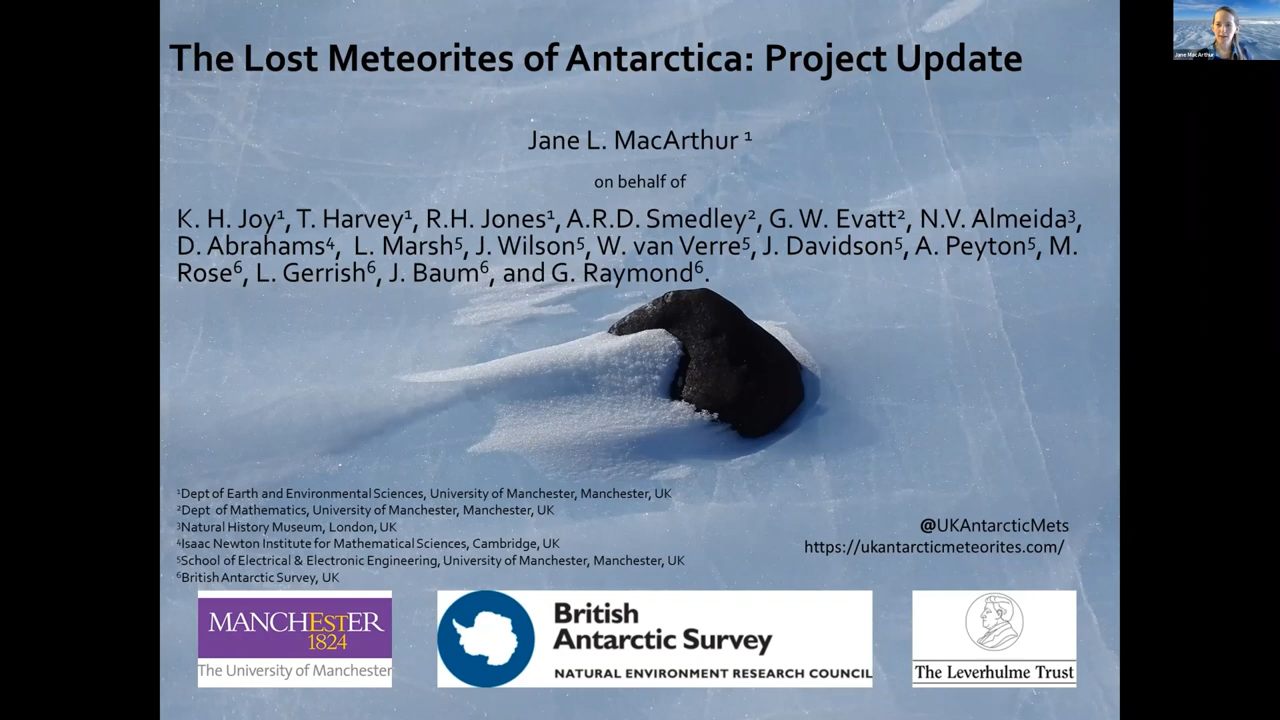 The Lost Meteorites of Antarctica: Project Update
Jane MacArthur
Jane L. MacArthur ¹
on behalf of
K. H. Joy¹, T. Harvey¹, R.H. Jones¹, A.R.D. Smedley², G. W. Evatt², N.V. Almeida³,
D. Abrahams⁴, L. Marsh⁵, J. Wilson⁵, W. van Verre⁵, J. Davidson⁵, A. Peyton⁵, M.
Rose⁶, L. Gerrish⁶, J. Baum⁶, and G. Raymond⁶.
¹Dept of Earth and Environmental Sciences, University of Manchester, Manchester, UK
²Dept of Mathematics, University of Manchester, Manchester, UK
³Natural History Museum, London, UK
⁴Isaac Newton Institute for Mathematical Sciences, Cambridge, UK
⁵School of Electrical & Electronic Engineering, University of Manchester, Manchester, UK
⁶British Antarctic Survey, UK
@UKAntarcticMets
https://ukantarcticmeteorites.com/
MANCHESTER
1824
The University of Manchester
British
Antarctic Survey
NATURAL ENVIRONMENT RESEARCH COUNCIL
The Leverhulme Trust